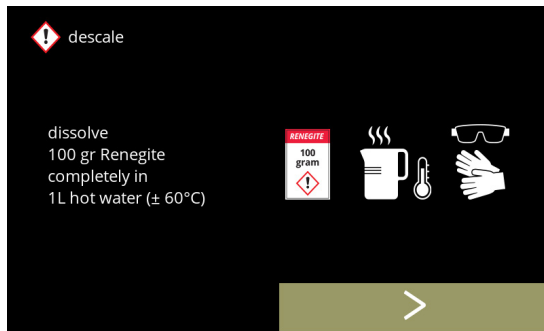 descale
dissolve
100 gr Renegite
completely in
1L hot water (± 60°C)
RENEGITE
100
gram